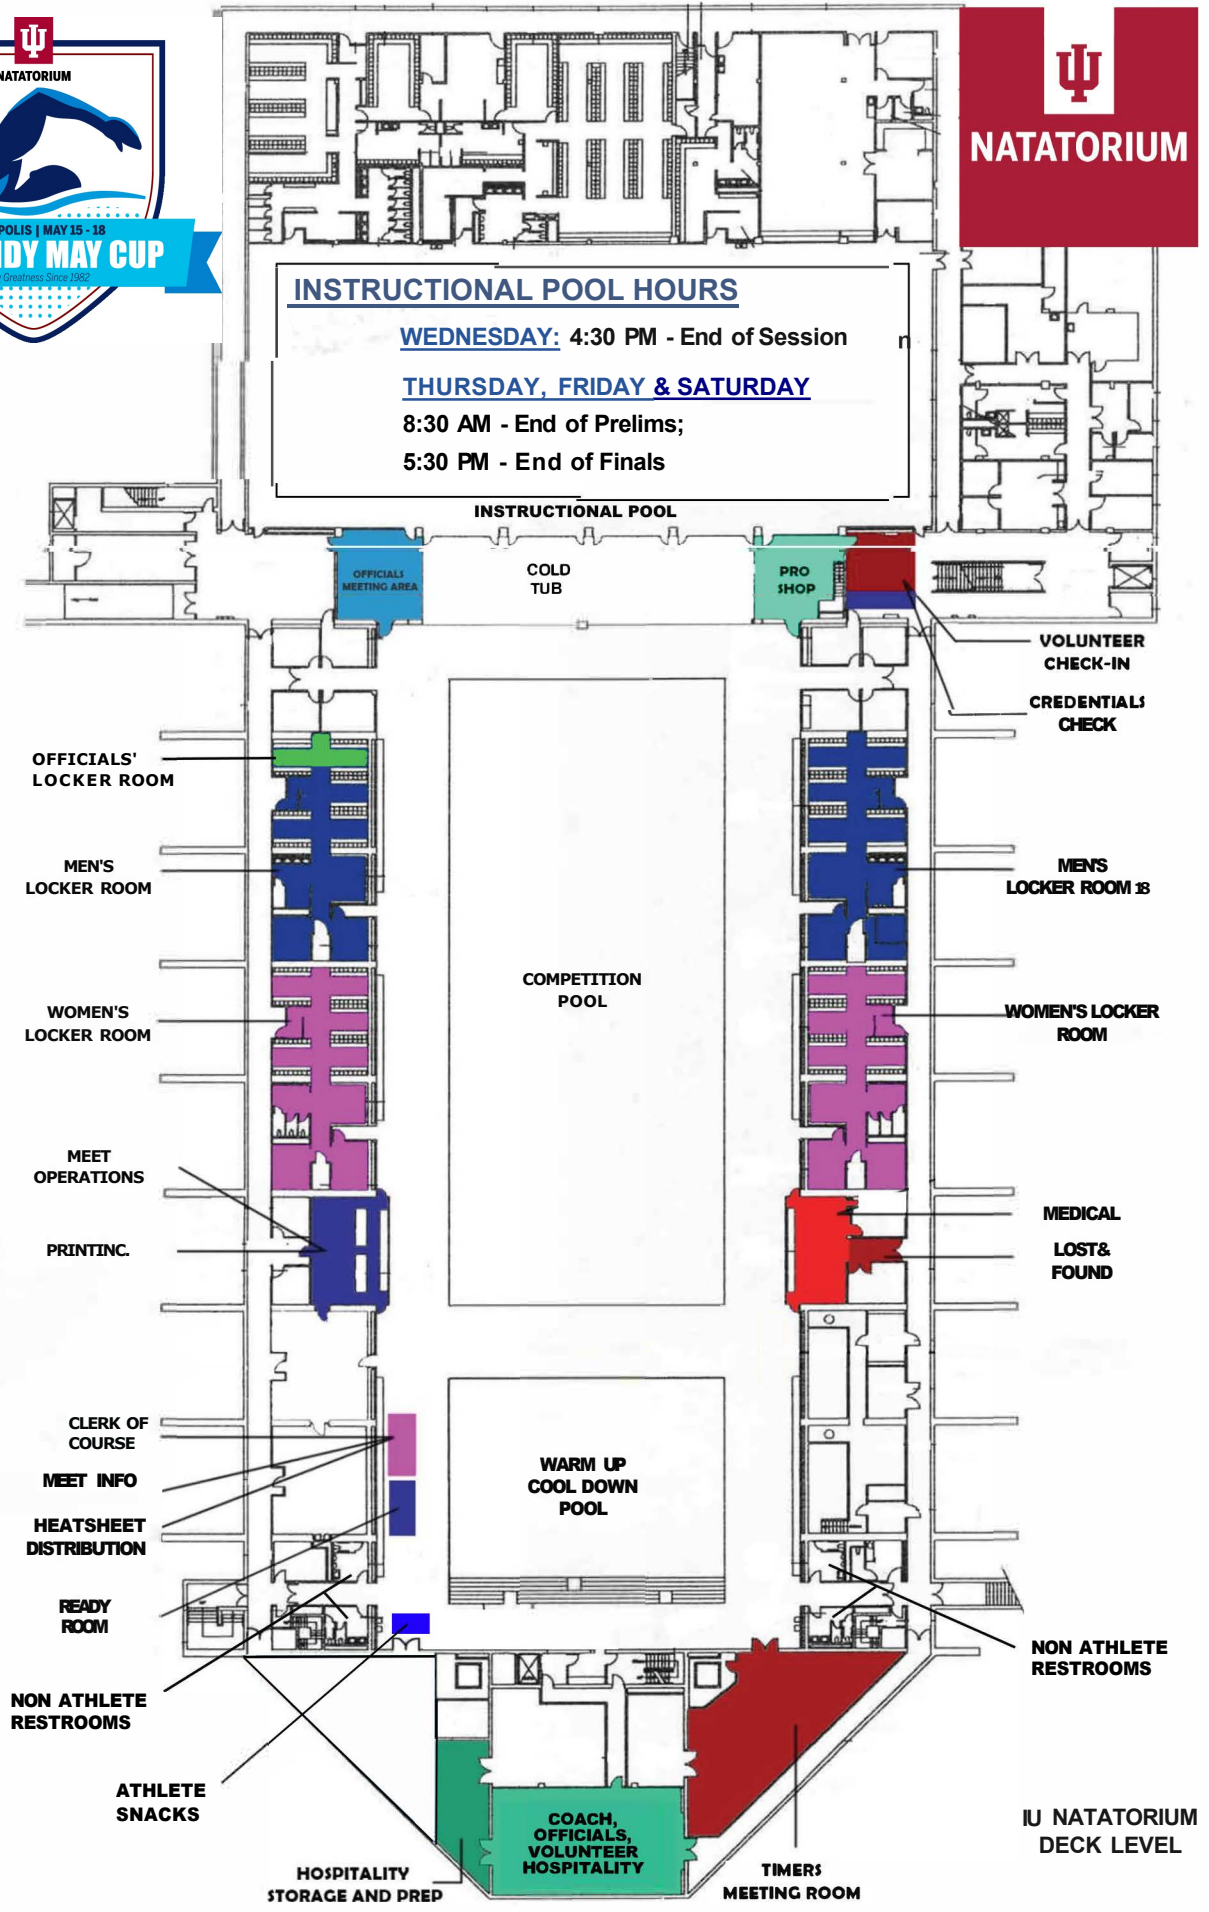 NATATORIUM
POLIS | MAY 15 - 18
DY MAY CUP
Greatness Since 1982
NATATORIUM
INSTRUCTIONAL POOL HOURS
WEDNESDAY: 4:30 PM - End of Session
n
THURSDAY, FRIDAY & SATURDAY
8:30 AM - End of Prelims;
5:30 PM - End of Finals
INSTRUCTIONAL POOL
OFFICIALS
MEETING AREA
COLD
TUB
PRO
SHOP
VOLUNTEER
CHECK-IN
CREDENTIALS
CHECK
OFFICIALS'
LOCKER ROOM
MEN'S
LOCKER ROOM
MEN'S
LOCKER ROOM 18
COMPETITION
POOL
WOMEN'S
LOCKER ROOM
WOMEN'S LOCKER
ROOM
MEET
OPERATIONS
PRINTINC.
MEDICAL
LOST&
FOUND
CLERK OF
COURSE
MEET INFO
HEATSHEET
DISTRIBUTION
READY
ROOM
WARM UP
COOL DOWN
POOL
NON ATHLETE
RESTROOMS
NON ATHLETE
RESTROOMS
ATHLETE
SNACKS
COACH,
OFFICIALS,
VOLUNTEER
HOSPITALITY
HOSPITALITY
STORAGE AND PREP
TIMERS
MEETING ROOM
IU NATATORIUM
DECK LEVEL